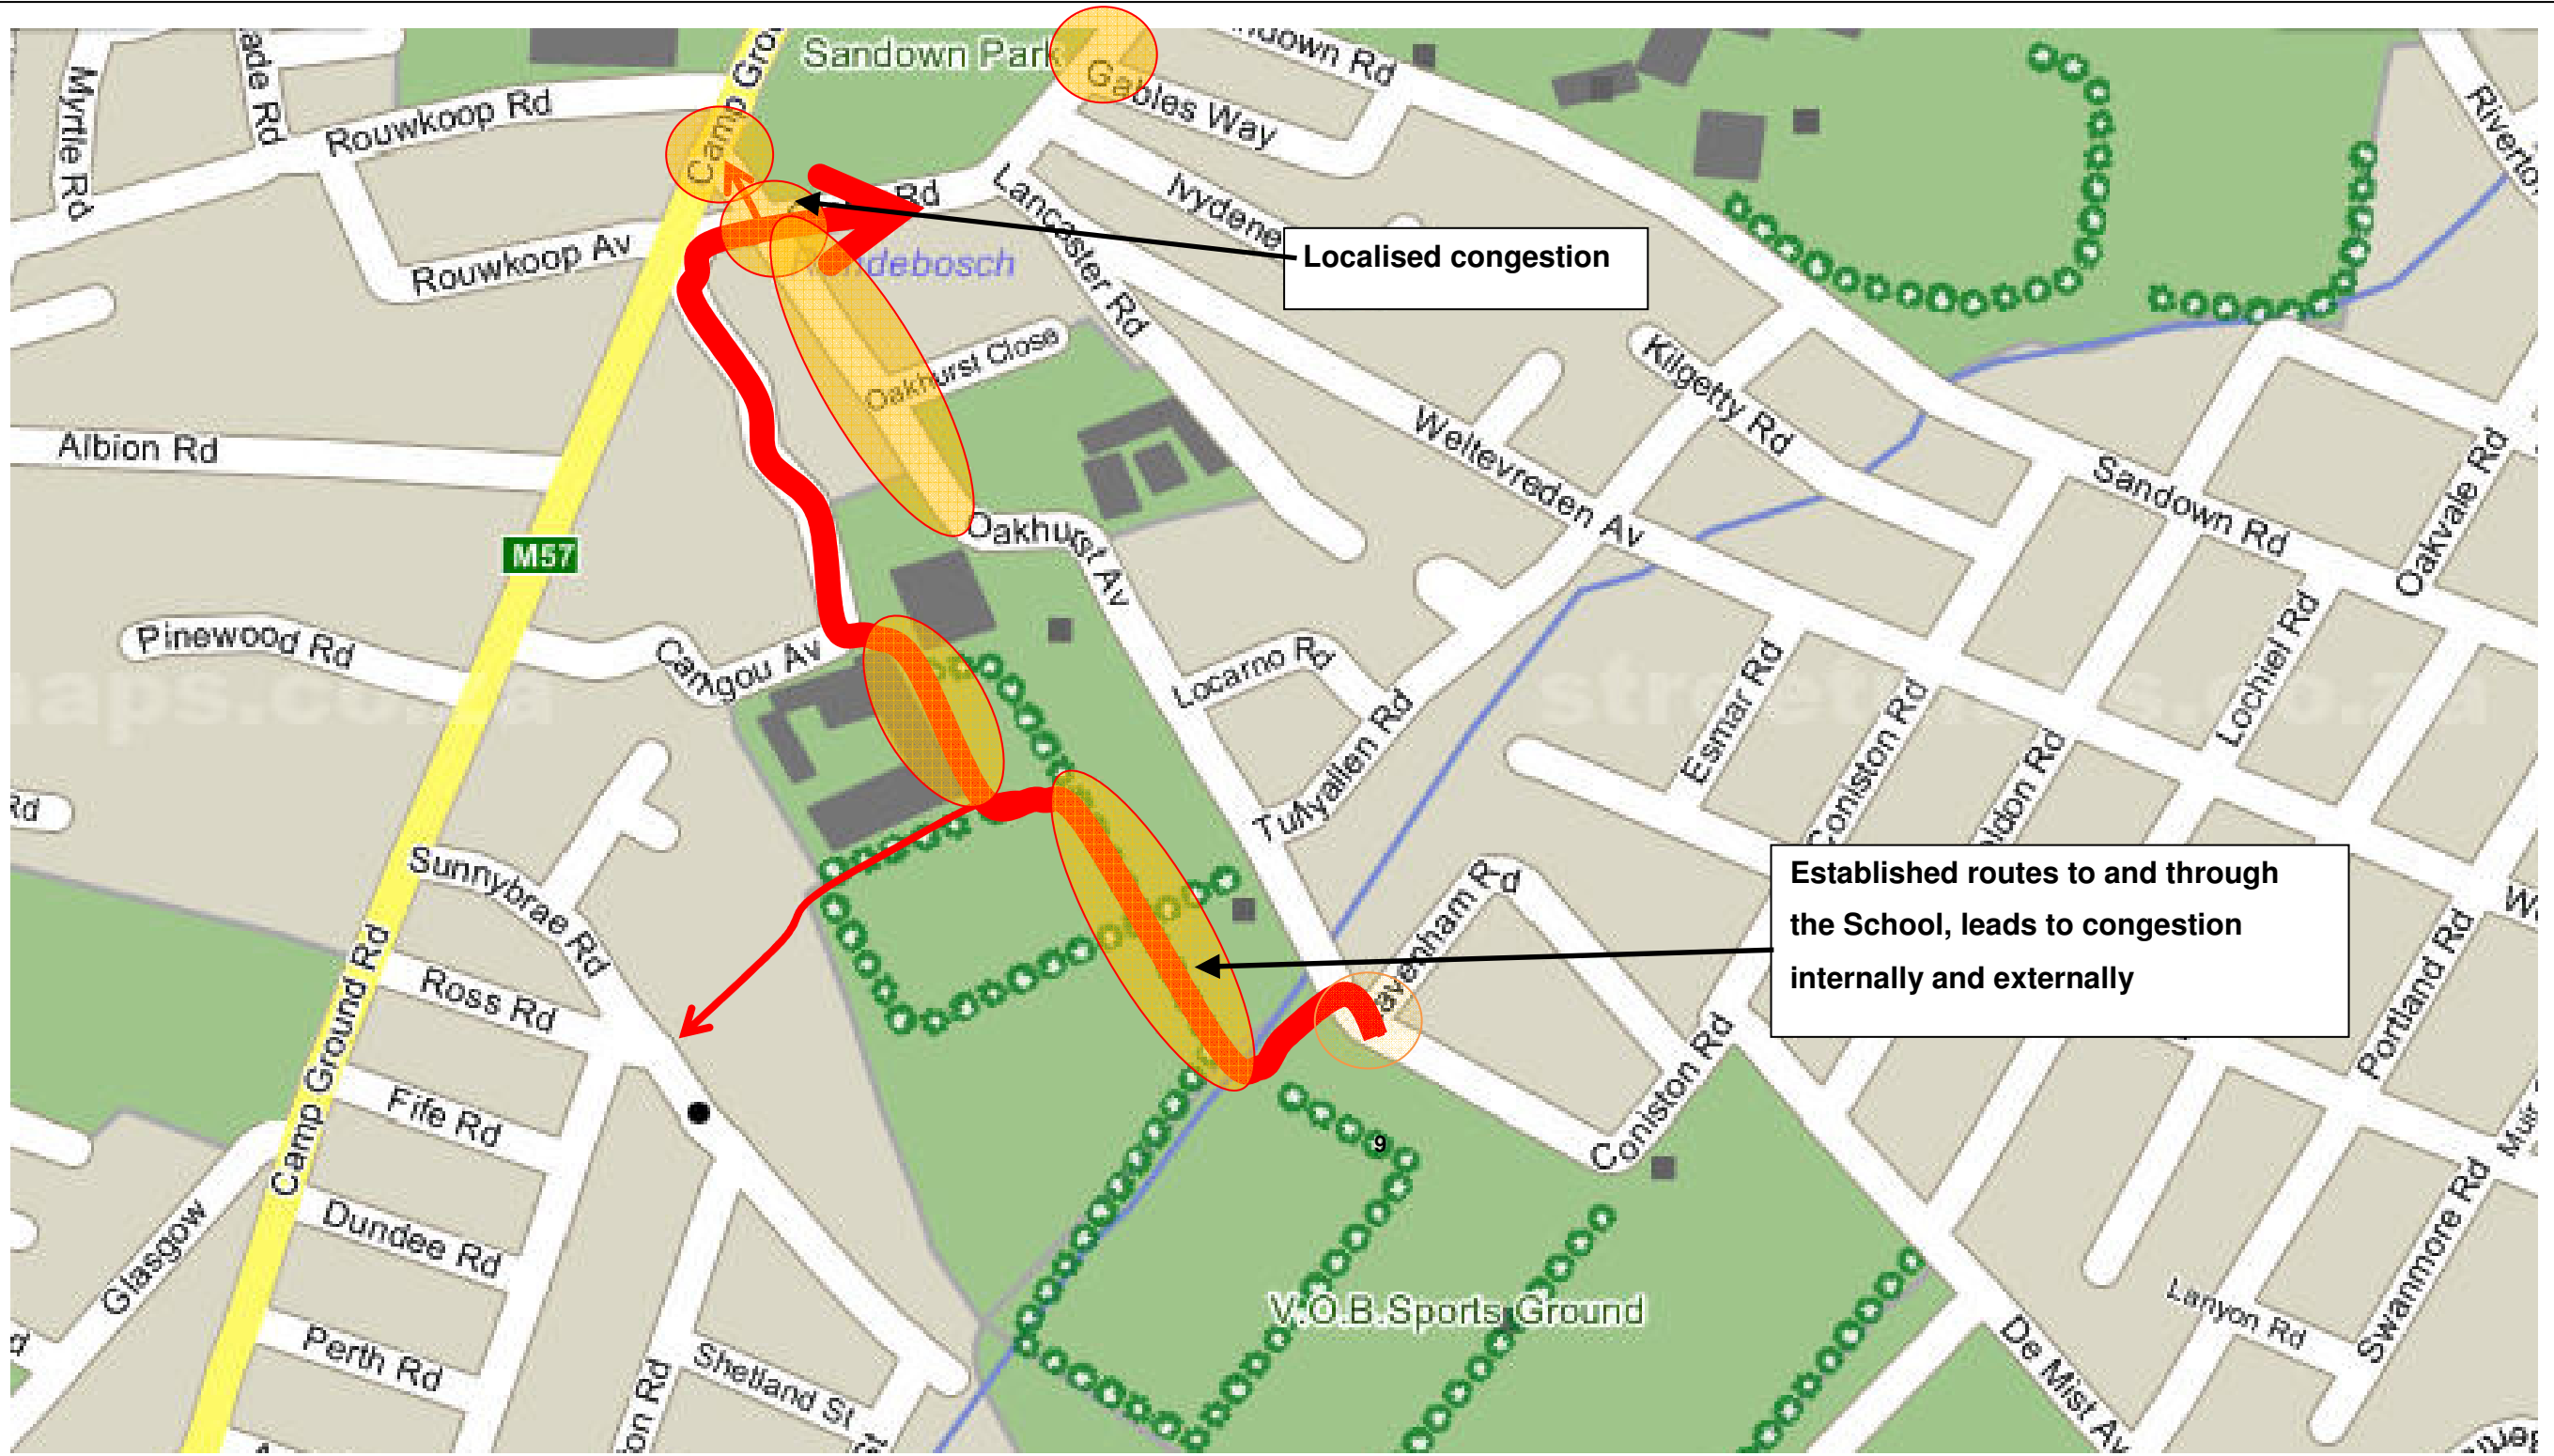 Sandown Park
Gables Way
Rouwkoop Rd
Myrtle Rd
Rd
Lancaster Rd
Ivydene
Rouwkoop Av
Localised congestion
Oakhurst Close
Kilgetty Rd
Albion Rd
Weltevreden Av
Sandown Rd
Oakvale Rd
M57
Oakhurst Av
Pinewood Rd
Camgou Av
Locarno Rd
Esmar Rd
Lochiel Rd
Coniston Rd
Tullyallen Rd
Rd
Sunnybrae Rd
Established routes to and through
the School, leads to congestion
internally and externally
Ross Rd
Camp Ground Rd
Portland Rd
Coniston Rd
Fife Rd
9
Dundee Rd
Glasgow
V.O.B.Sports Ground
Lanyon Rd
Swanmore Rd
Perth Rd
Shetland St
De Mist Av